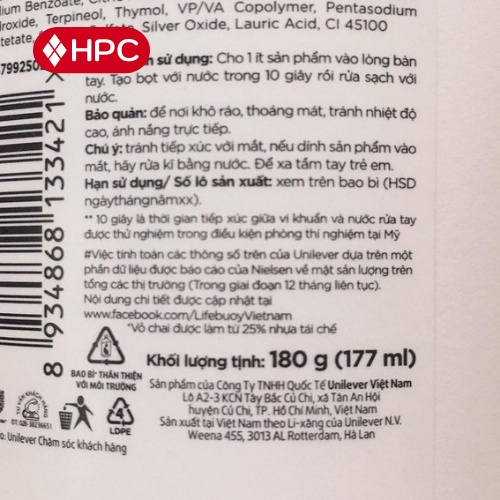 um Benzoate, Citr
roxide, Terpineol, Thymol, VP/VA Copolymer, Pentasodium
tetate, Silver Oxide, Lauric Acid, CI 45100
HPC
799250
n sử dụng: Cho 1 ít sản phẩm vào lòng bàn
tay. Tạo bọt với nước trong 10 giây rồi rửa sạch với
nước.
Bảo quản: để nơi khô ráo, thoáng mát, tránh nhiệt độ
cao, ánh nắng trực tiếp.
Chú ý: tránh tiếp xúc với mắt, nếu dính sản phẩm vào
mắt, hãy rửa kĩ bằng nước. Để xa tầm tay trẻ em.
Hạn sử dụng/ Số lô sản xuất: xem trên bao bì (HSD
ngàythángnămxx).
** 10 giây là thời gian tiếp xúc giữa vi khuẩn và nước rửa tay
được thử nghiệm trong điều kiện phòng thí nghiệm tại Mỹ
#Việc tính toán các thông số trên của Unilever dựa trên một
phần dữ liệu được báo cáo của Nielsen về mặt sản lượng trên
tổng các thị trường (Trong giai đoạn 12 tháng liên tục).
Nội dung chi tiết được cập nhật tại
www.facebook.com/LifebuoyVietnam
*Vỏ chai được làm từ 25% nhựa tái chế
8 934868 133421
BAO BÌ THÂN THIỆN
VỚI MÔI TRƯỜNG
Khối lượng tịnh: 180 g (177 ml)
Sản phẩm của Công Ty TNHH Quốc Tế Unilever Việt Nam
Lô A2-3 KCN Tây Bắc Củ Chi, xã Tân An Hội
huyện Củ Chi, TP. Hồ Chí Minh, Việt Nam
Sản xuất tại Việt Nam theo Li-xăng của Unilever N.V.
Weena 455, 3013 AL Rotterdam, Hà Lan
TƯ VẤN KHÁCH HÀNG
01.028-38236651
4
LDPE
o: Unilever Chăm sóc khách hàng